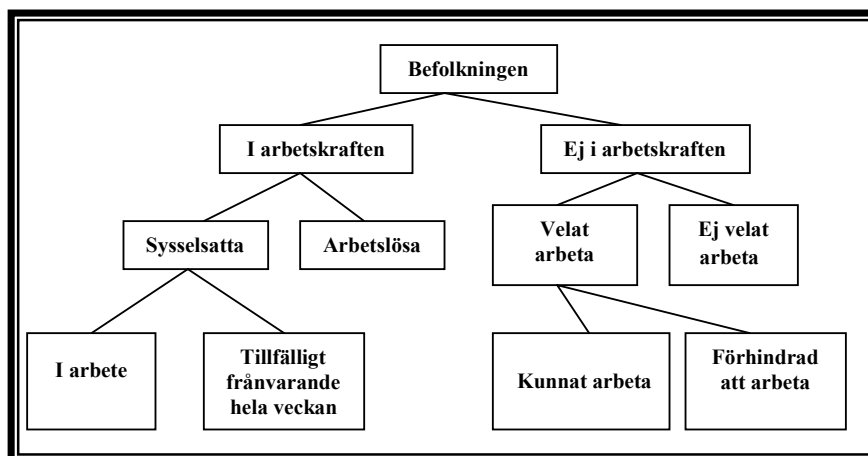 Befolkningen
I arbetskraften
Ej i arbetskraften
Sysselsatta
Arbetslösa
Velat
arbeta
Ej velat
arbeta
I arbete
Tillfälligt
frånvarande
hela veckan
Kunnat arbeta
Förhindrad
att arbeta